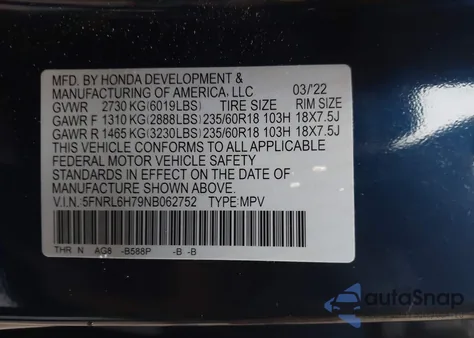 MFD. BY HONDA DEVELOPMENT &
MANUFACTURING OF AMERICA, LLC 03/'22
GVWR 2730 KG(6019LBS) TIRE SIZE RIM SIZE
GAWR F 1310 KG(2888LBS) 235/60R18 103H 18X7.5J
GAWR R 1465 KG(3230LBS) 235/60R18 103H 18X7.5J
THIS VEHICLE CONFORMS TO ALL APPLICABLE
FEDERAL MOTOR VEHICLE SAFETY
STANDARDS IN EFFECT ON THE DATE OF
MANUFACTURE SHOWN ABOVE.
V.I.N.:5FNRL6H79NB062752 TYPE:MPV
THR N AG8 -B588P -B -B
autoSnap